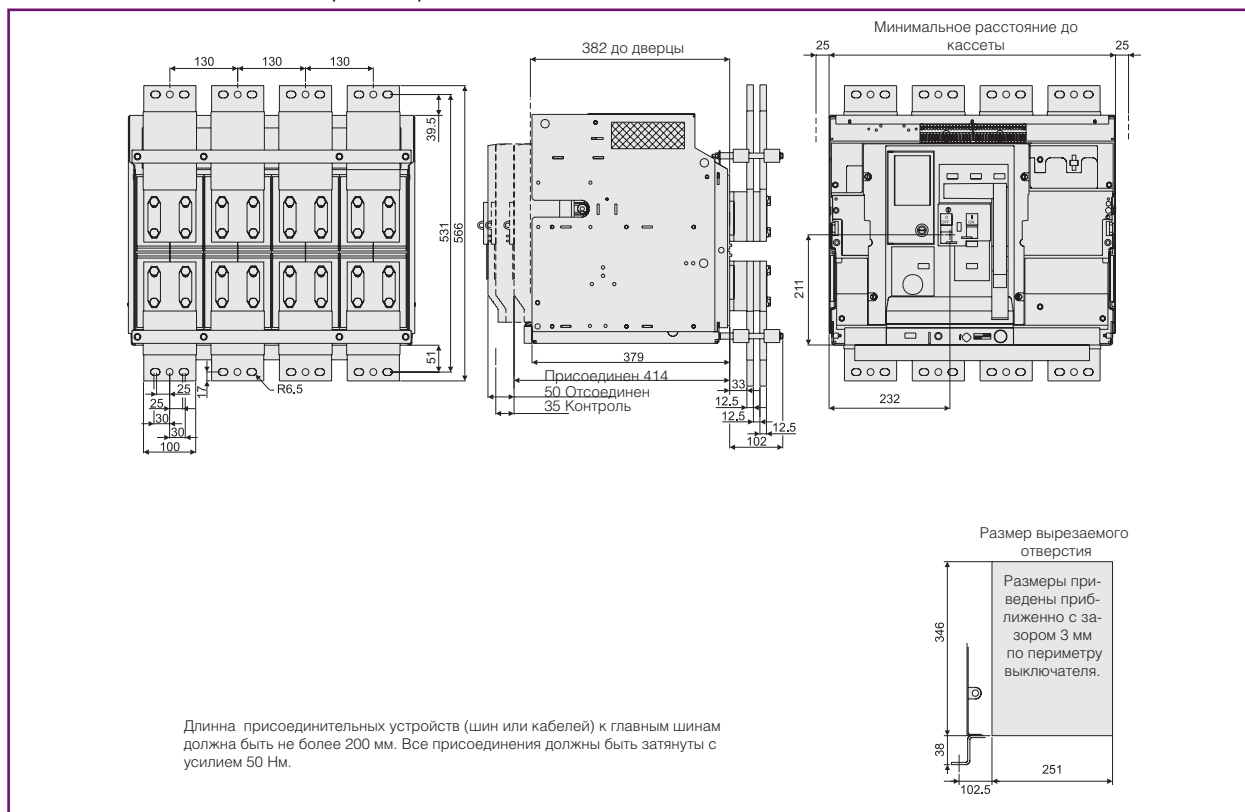 130
130
130
39.5
531
566
51
17
R6,5
25
25
30
30
100
382 до дверцы
379
Присоединен 414
50 Отсоединен
35 Контроль
33
12.5
12.5
12.5
102
Минимальное расстояние до
кассеты
25
25
O
OFF
I
ON
211
232
Размер вырезаемого
отверстия
Размеры при-
ведены приб-
лиженно с за-
зором 3 мм
по периметру
выключателя.
346
38
102.5
251
Длинна присоединительных устройств (шин или кабелей) к главным шинам
должна быть не более 200 мм. Все присоединения должны быть затянуты с
усилием 50 Нм.